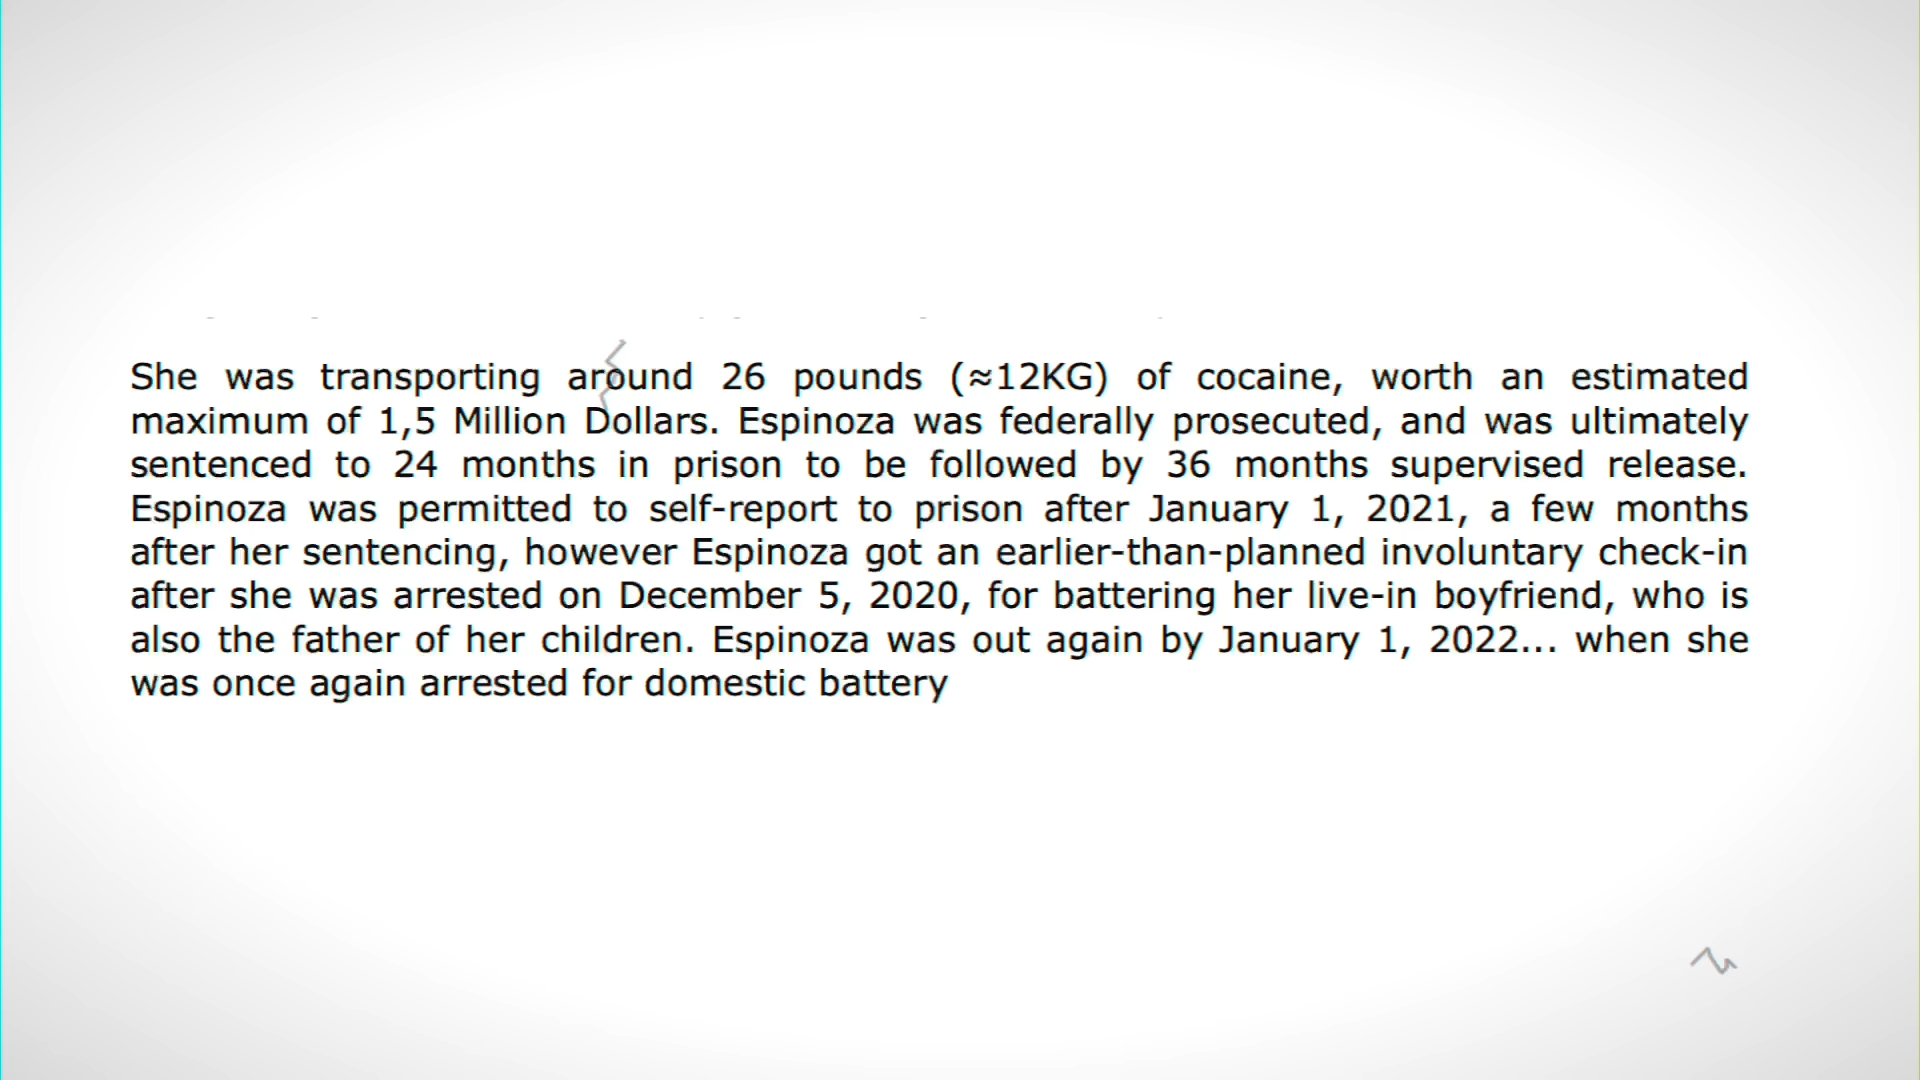 She was transporting around 26 pounds (≈12KG) of cocaine, worth an estimated
maximum of 1,5 Million Dollars. Espinoza was federally prosecuted, and was ultimately
sentenced to 24 months in prison to be followed by 36 months supervised release.
Espinoza was permitted to self-report to prison after January 1, 2021, a few months
after her sentencing, however Espinoza got an earlier-than-planned involuntary check-in
after she was arrested on December 5, 2020, for battering her live-in boyfriend, who is
also the father of her children. Espinoza was out again by January 1, 2022... when she
was once again arrested for domestic battery